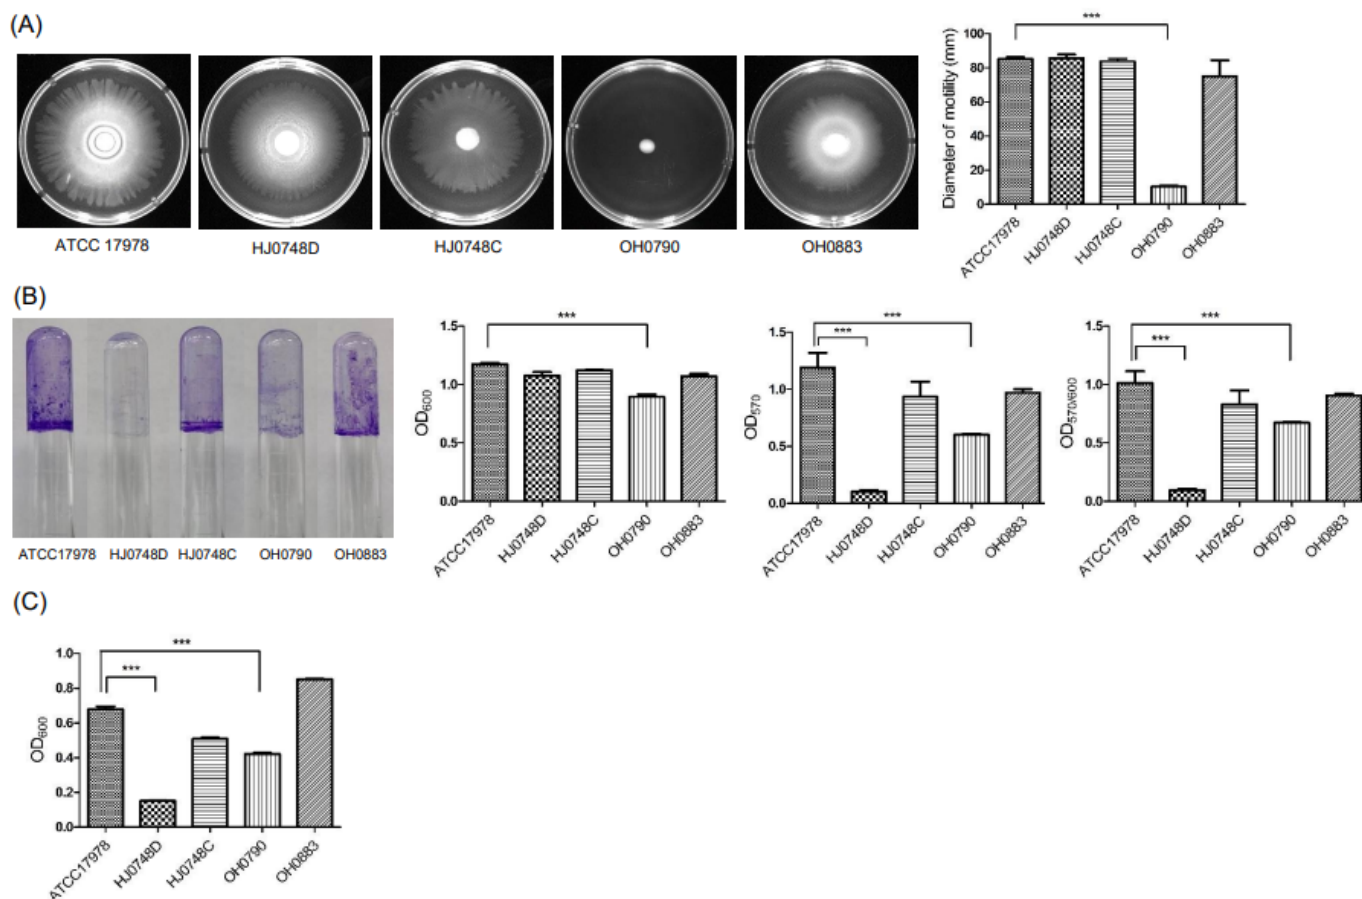 (A)
ATCC 17978
HJ0748D
HJ0748C
OH0790
OH0883
***
Diameter of motility (mm)
100
80
60
40
20
0
ATCC17978
HJ0748D
HJ0748C
OH0790
OH0883
(B)
ATCC17978
HJ0748D
HJ0748C
OH0790
OH0883
***
OD600
1.5
1.0
0.5
0.0
ATCC17978
HJ0748D
HJ0748C
OH0790
OH0883
***
***
OD570
1.5
1.0
0.5
0.0
ATCC17978
HJ0748D
HJ0748C
OH0790
OH0883
***
***
OD570/600
1.5
1.0
0.5
0.0
ATCC17978
HJ0748D
HJ0748C
OH0790
OH0883
(C)
***
***
OD600
1.0
0.8
0.6
0.4
0.2
0.0
ATCC17978
HJ0748D
HJ0748C
OH0790
OH0883